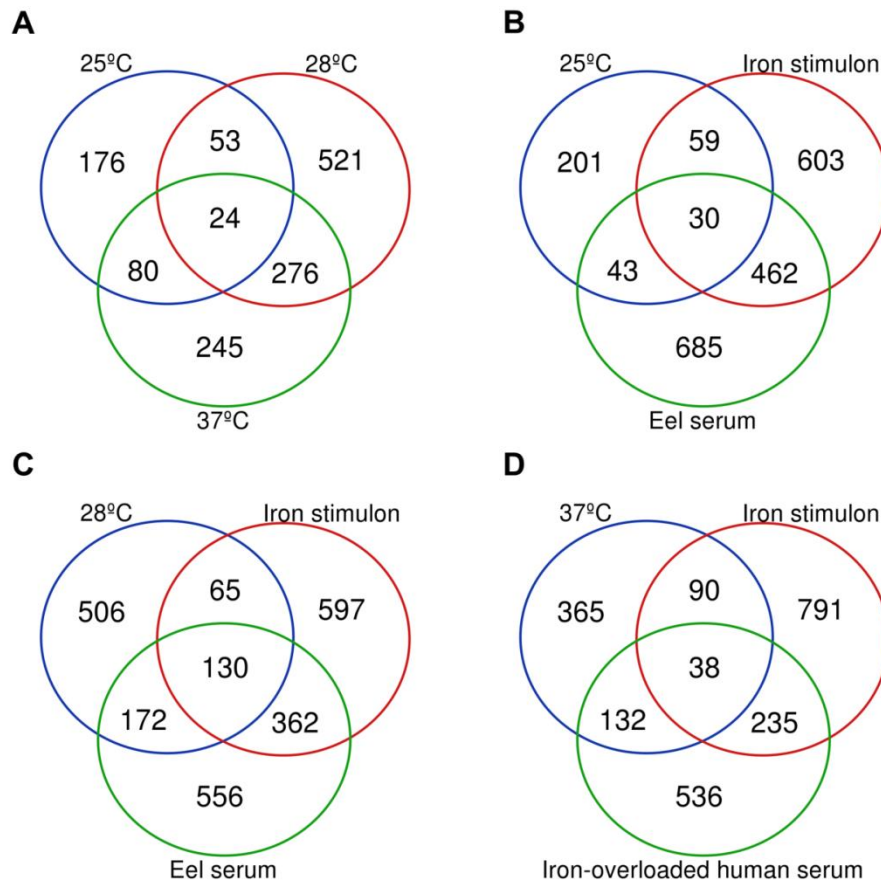 A
B
25ºC
28ºC
25ºC
Iron stimulon
53
59
176
521
201
603
24
30
80
276
43
462
245
685
37ºC
Eel serum
C
D
28ºC
Iron stimulon
37ºC
Iron stimulon
65
90
506
597
365
791
130
38
172
362
132
235
556
536
Eel serum
Iron-overloaded human serum